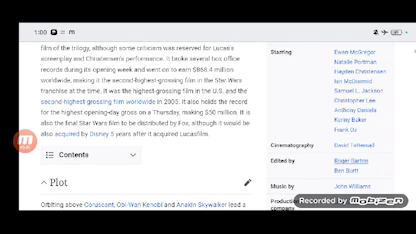 1:00
film of the trilogy, although some criticism was reserved for Lucas's
screenplay and Christensen's performance. It broke several box office
records during its opening week and went on to earn $868.4 million
worldwide, making it the second-highest-grossing film in the Star Wars
franchise at the time. It was the highest-grossing film in the U.S. and the
second-highest-grossing film worldwide in 2005. It also holds the record
for the highest opening-day gross on a Thursday, making $50 million. It is
also the final Star Wars film to be distributed by Fox, although it would be
also acquired by Disney 5 years after it acquired Lucasfilm.
Contents
Plot
Orbiting above Coruscant, Obi-Wan Kenobi and Anakin Skywalker lead a
Starring
Ewan McGregor
Natalie Portman
Hayden Christensen
Ian McDiarmid
Samuel L. Jackson
Christopher Lee
Anthony Daniels
Kenny Baker
Frank Oz
Cinematography
David Tattersall
Edited by
Roger Barton
Ben Burtt
Music by
John Williams
Production
company
Recorded by mobizen